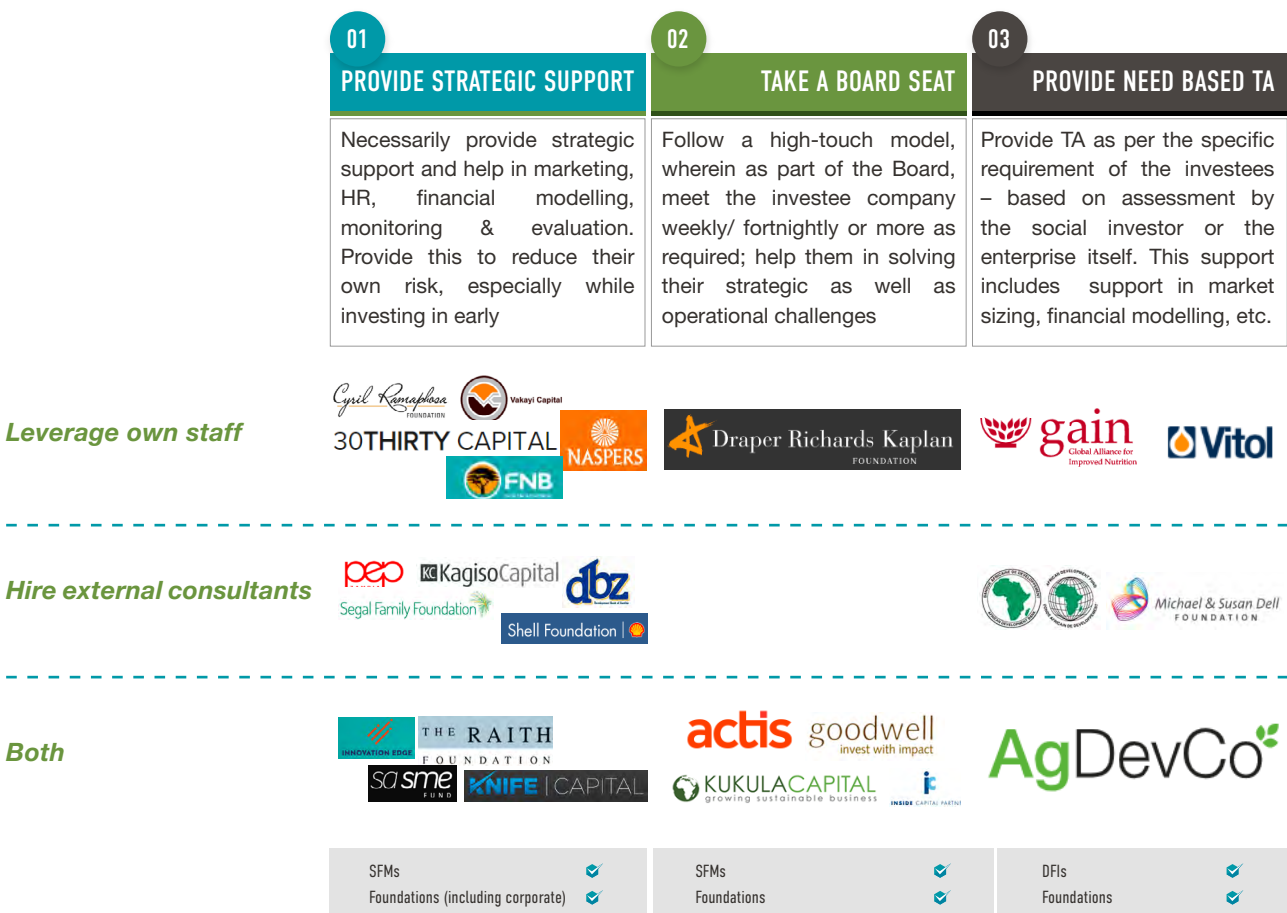 01
PROVIDE STRATEGIC SUPPORT
Necessarily provide strategic
support and help in marketing,
HR, financial modelling,
monitoring & evaluation.
Provide this to reduce their
own risk, especially while
investing in early
02
TAKE A BOARD SEAT
Follow a high-touch model,
wherein as part of the Board,
meet the investee company
weekly/ fortnightly or more as
required; help them in solving
their strategic as well as
operational challenges
03
PROVIDE NEED BASED TA
Provide TA as per the specific
requirement of the investees
– based on assessment by
the social investor or the
enterprise itself. This support
includes support in market
sizing, financial modelling, etc.
Leverage own staff
Cyril Ramaphosa
FOUNDATION
Vakayi Capital
30THIRTY CAPITAL
NASPERS
FNB
Draper Richards Kaplan
FOUNDATION
gain
Global Alliance for
Improved Nutrition
Vitol
Hire external consultants
pep
KC KagisoCapital
dbz
Segal Family Foundation
Shell Foundation
Michael & Susan Dell
FOUNDATION
Both
INNOVATION EDGE
THE RAITH
FOUNDATION
sa sme
FUND
KNIFE | CAPITAL
actis
goodwell
invest with impact
KUKULACAPITAL
growing sustainable business
ic
INSIDE CAPITAL PARTNE
AgDevCo
SFMs
Foundations (including corporate)
SFMs
Foundations
DFIs
Foundations